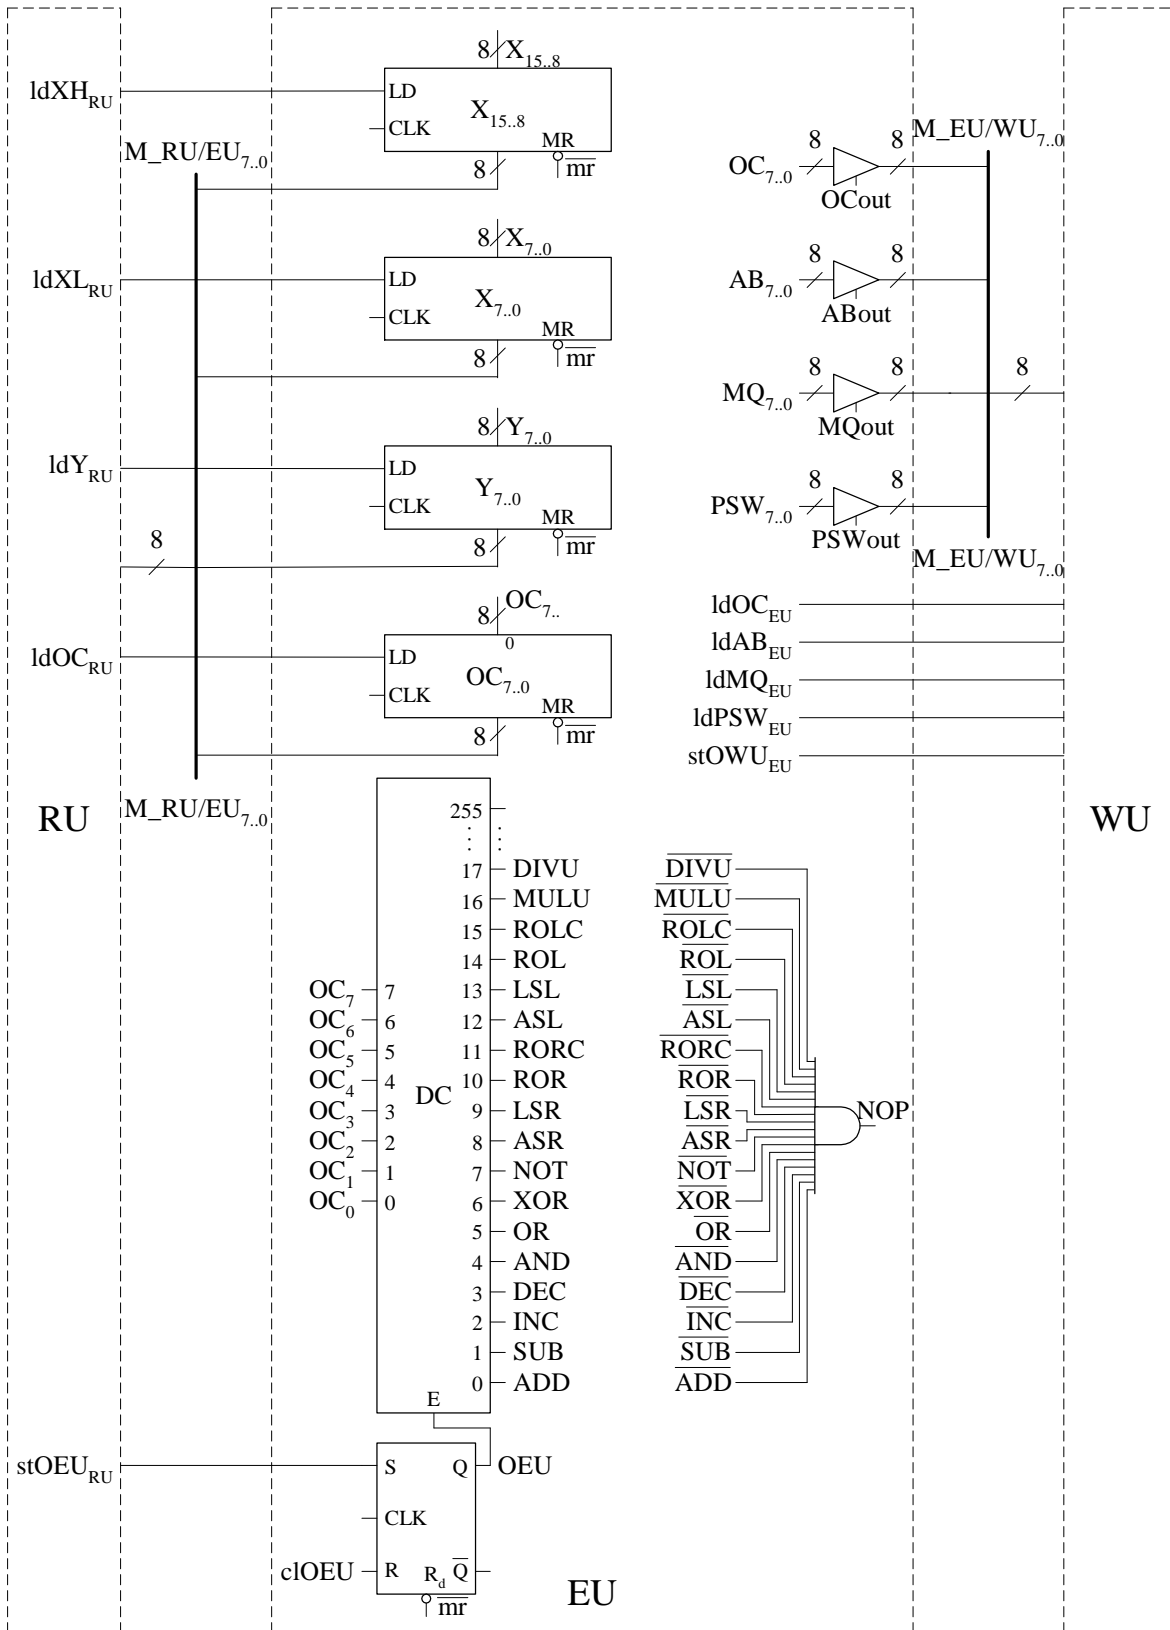 8 X15..8
ldXHRU
LD
X15..8
CLK
MR
mr
8
M_RU/EU7..0
8 X7..0
ldXLRU
LD
X7..0
CLK
MR
mr
8
8 Y7..0
ldYRU
LD
Y7..0
CLK
MR
mr
8
8
8 OC7..
0
ldOCRU
LD
OC7..0
CLK
MR
mr
8
M_RU/EU7..0
RU
M_EU/WU7..0
OC7..0 8 8
OCout
AB7..0 8 8
ABout
MQ7..0 8 8 8
MQout
PSW7..0 8 8
PSWout
M_EU/WU7..0
ldOCEU
ldABEU
ldMQEU
ldPSWEU
stOWUEU
WU
255
17 DIVU
16 MULU
15 ROLC
14 ROL
13 LSL
12 ASL
11 RORC
10 ROR
9 LSR
8 ASR
7 NOT
6 XOR
5 OR
4 AND
3 DEC
2 INC
1 SUB
0 ADD
OC7 7
OC6 6
OC5 5
OC4 4
OC3 3
OC2 2
OC1 1
OC0 0
DC
E
DIVU
MULU
ROLC
ROL
LSL
ASL
RORC
ROR
LSR
ASR
NOT
XOR
OR
AND
DEC
INC
SUB
ADD
NOP
stOEURU
S Q OEU
CLK
clOEU R Rd Q
mr
EU